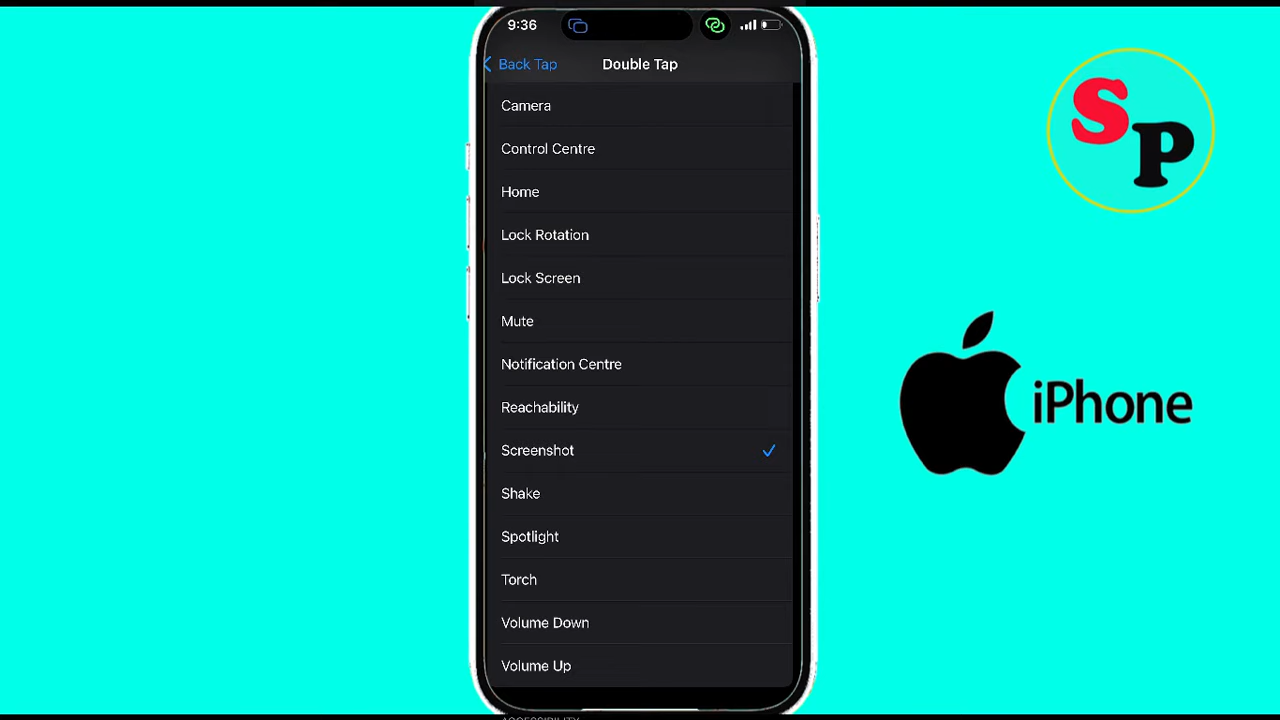 9:36
Back Tap
Double Tap
Camera
Control Centre
Home
Lock Rotation
Lock Screen
Mute
Notification Centre
Reachability
Screenshot
Shake
Spotlight
Torch
Volume Down
Volume Up
ACCESSIBILITY
SP
iPhone